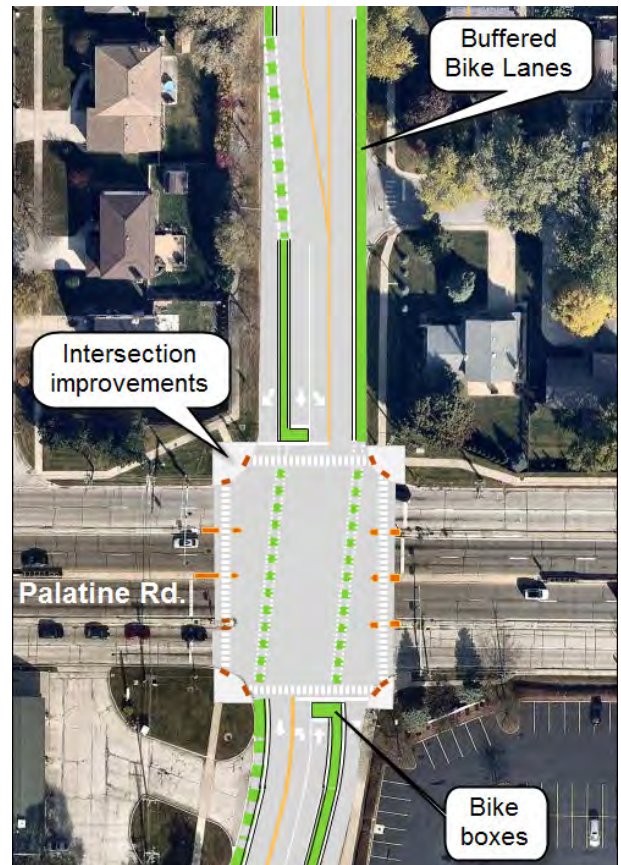 Buffered
Bike Lanes
Intersection
improvements
Palatine Rd.
Bike
boxes